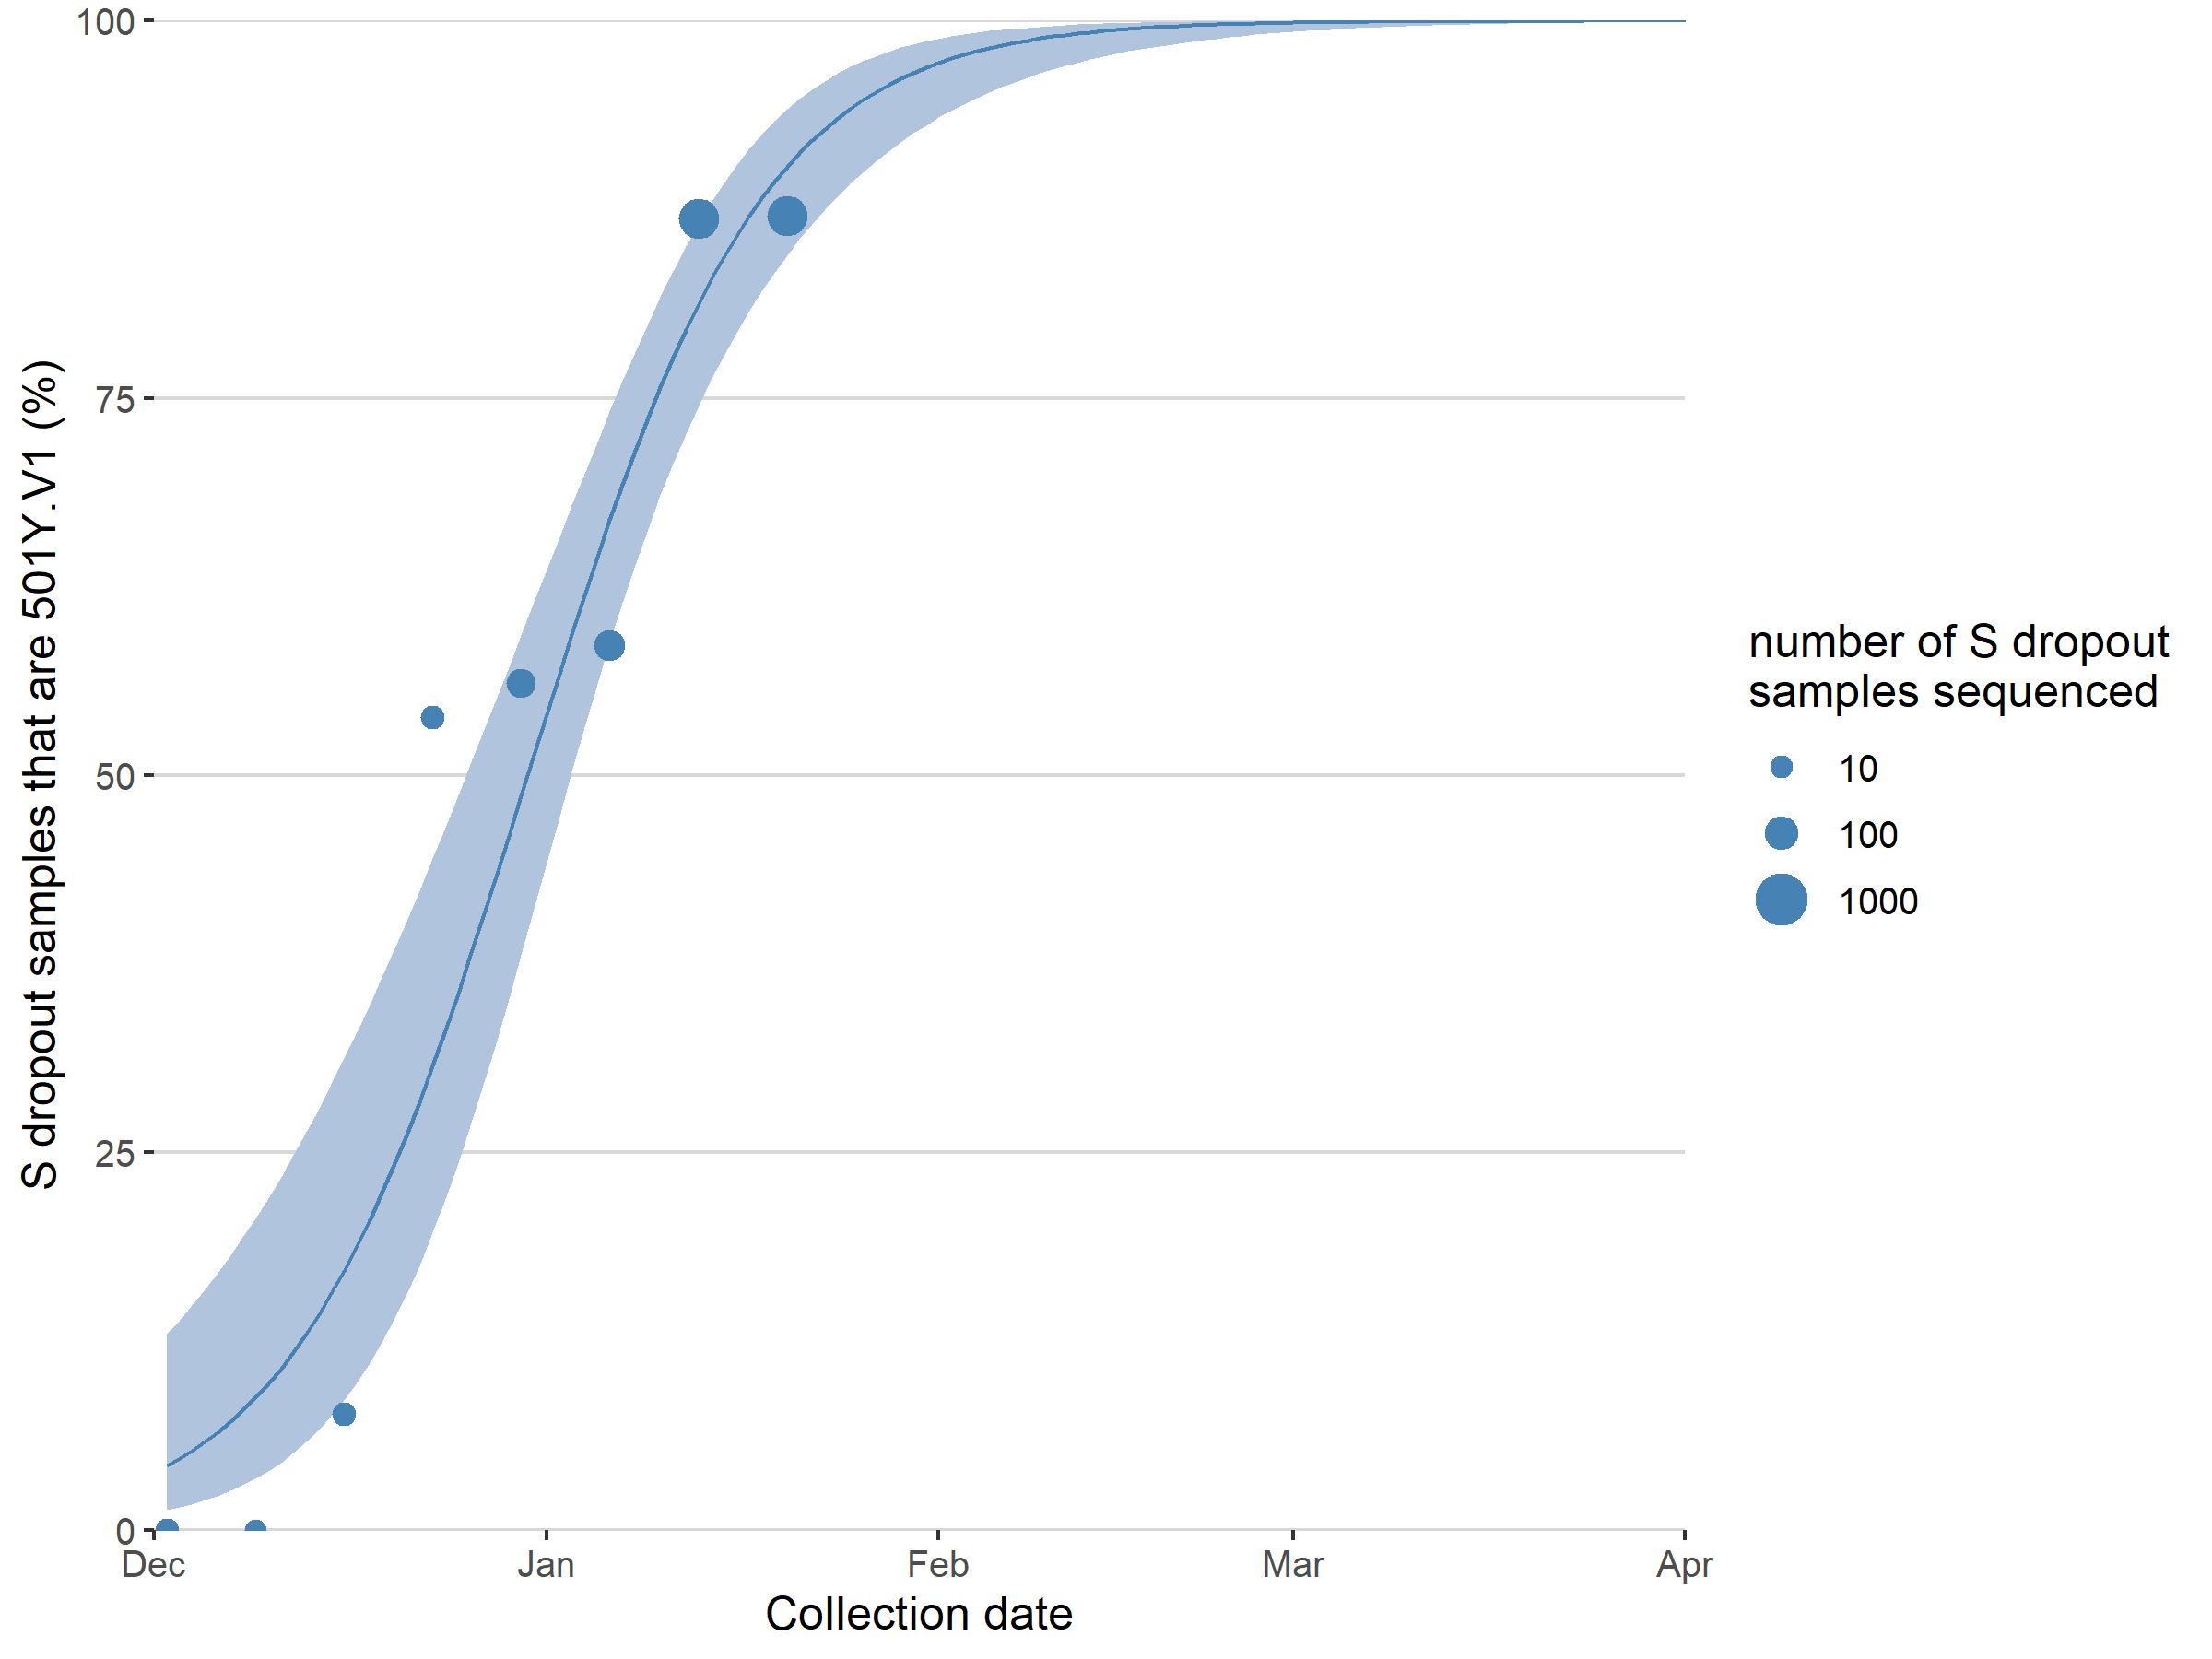 S dropout samples that are 501Y.V1 (%)
100
75
50
25
0
Dec Jan Feb Mar Apr
Collection date
number of S dropout
samples sequenced
10
100
1000